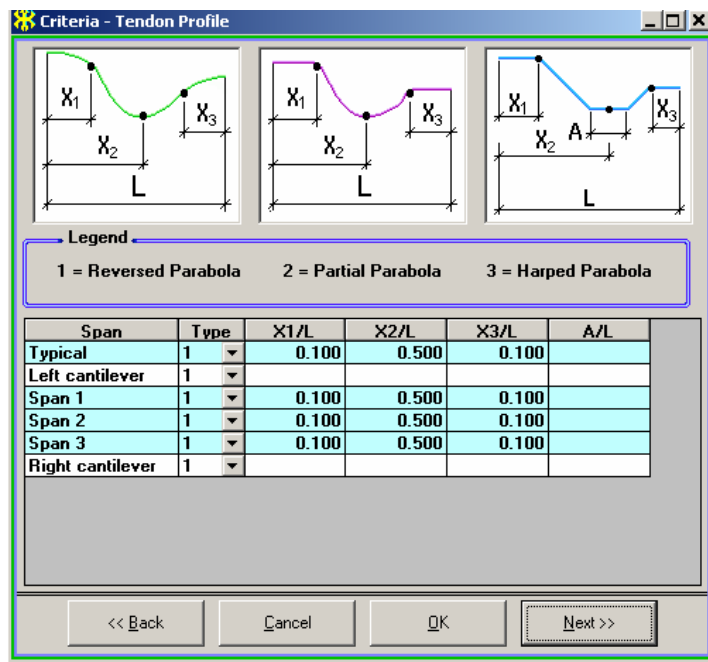 Criteria - Tendon Profile
X1 X3
X2
L
X1 X3
X2
L
X1 X3
A
X2
L
Legend
1 = Reversed Parabola 2 = Partial Parabola 3 = Harped Parabola
Span Type X1/L X2/L X3/L A/L
Typical 1 0.100 0.500 0.100
Left cantilever 1
Span 1 1 0.100 0.500 0.100
Span 2 1 0.100 0.500 0.100
Span 3 1 0.100 0.500 0.100
Right cantilever 1
<< Back Cancel OK Next >>